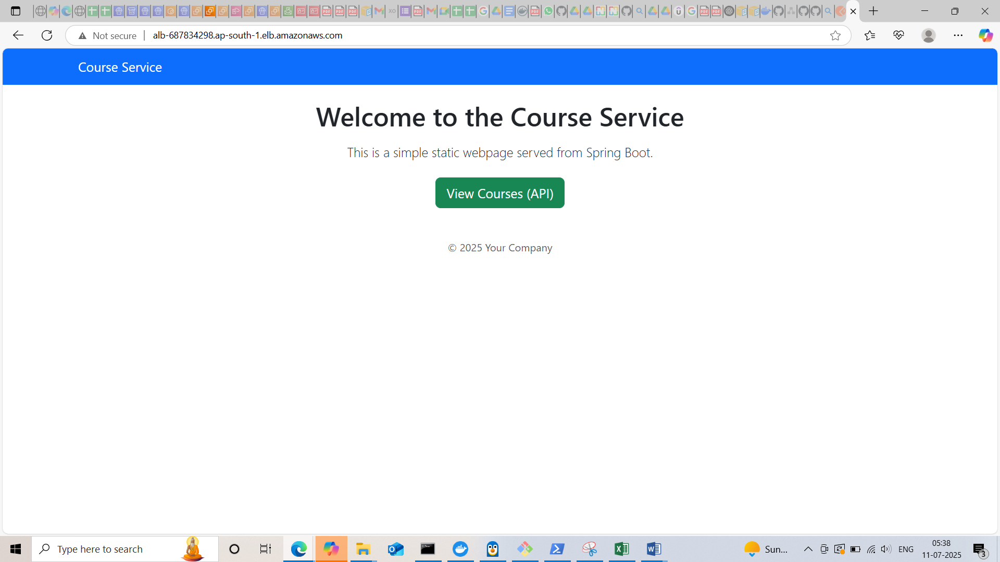 Not secure
alb-687834298.ap-south-1.elb.amazonaws.com
Course Service
Welcome to the Course Service
This is a simple static webpage served from Spring Boot.
View Courses (API)
© 2025 Your Company
Type here to search
Sun...
ENG
05:38
11-07-2025
3